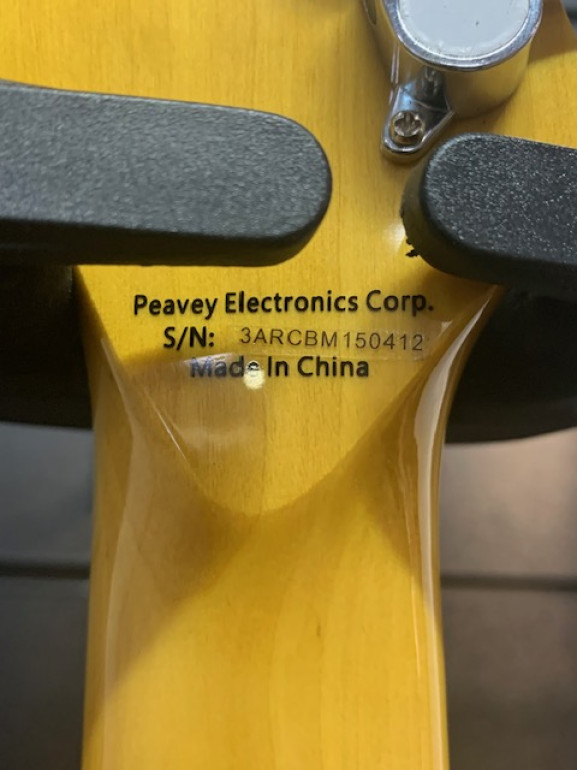 Peavey Electronics Corp.
S/N: 3ARCBM150412
Made In China